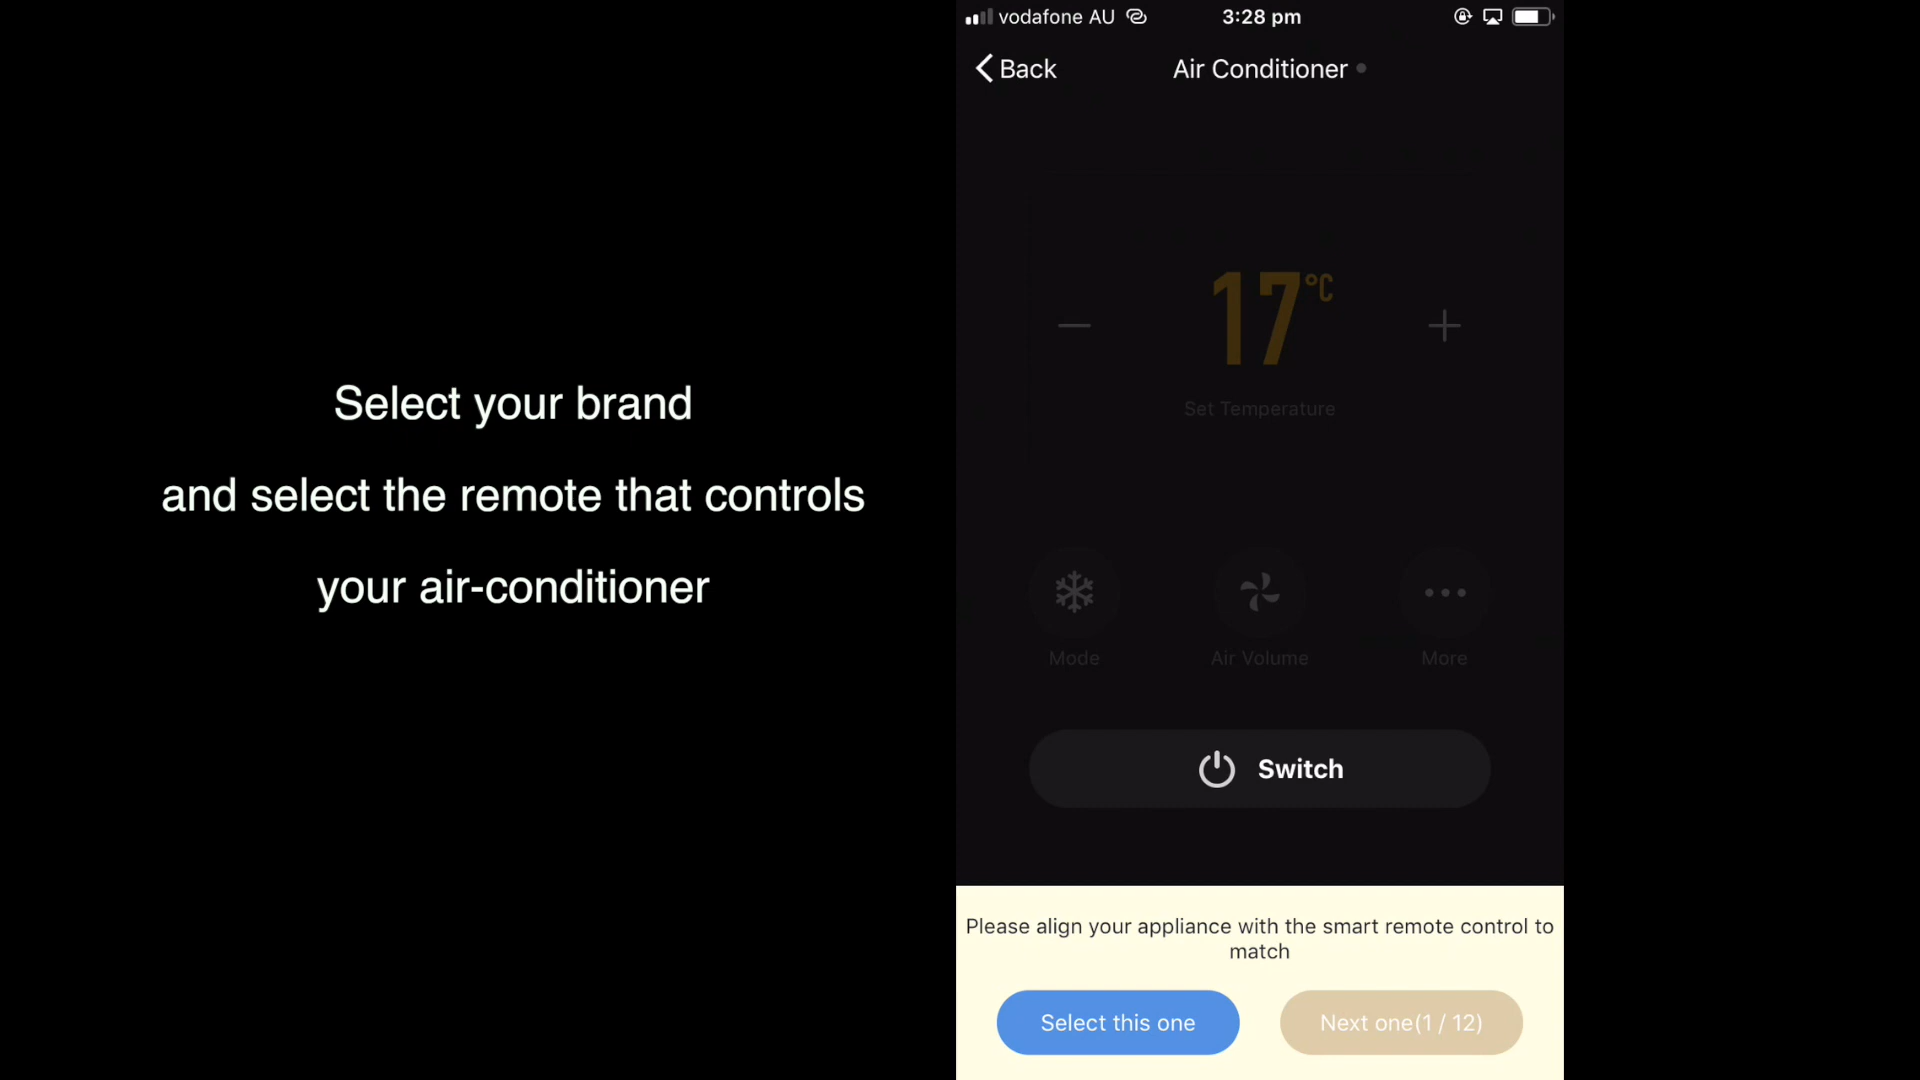 Select your brand
and select the remote that controls
your air-conditioner
vodafone AU
3:28 pm
Back
Air Conditioner
17°C
Set Temperature
Mode
Air Volume
More
Switch
Please align your appliance with the smart remote control to
match
Select this one
Next one(1 / 12)